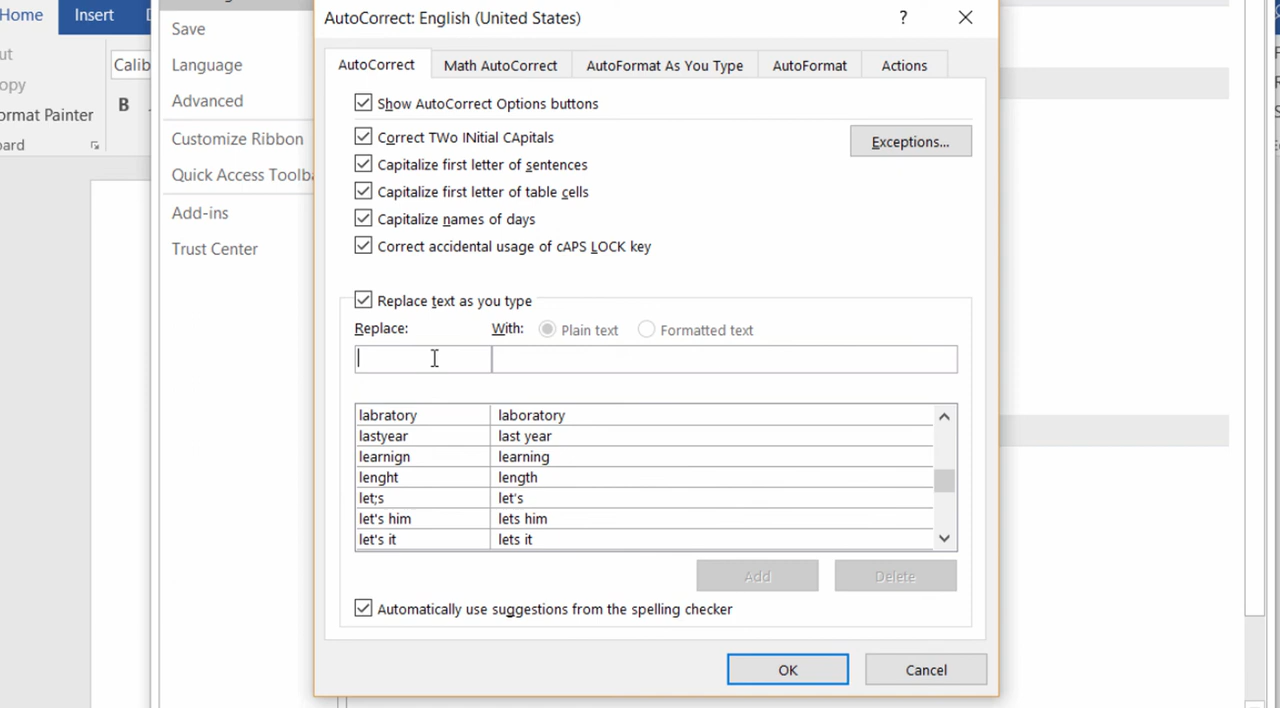 Home Insert
AutoCorrect: English (United States) ?
Save
Language
Advanced
Customize Ribbon
Quick Access Toolba
Add-ins
Trust Center
ut
opy
ormat Painter
ard
Calib
B
AutoCorrect Math AutoCorrect AutoFormat As You Type AutoFormat Actions
Show AutoCorrect Options buttons
Correct TWo INitial CApitals Exceptions...
Capitalize first letter of sentences
Capitalize first letter of table cells
Capitalize names of days
Correct accidental usage of cAPS LOCK key
Replace text as you type
Replace: With: Plain text Formatted text
labratory laboratory
lastyear last year
learnign learning
lenght length
let;s let's
let's him lets him
let's it lets it
Add Delete
Automatically use suggestions from the spelling checker
OK Cancel